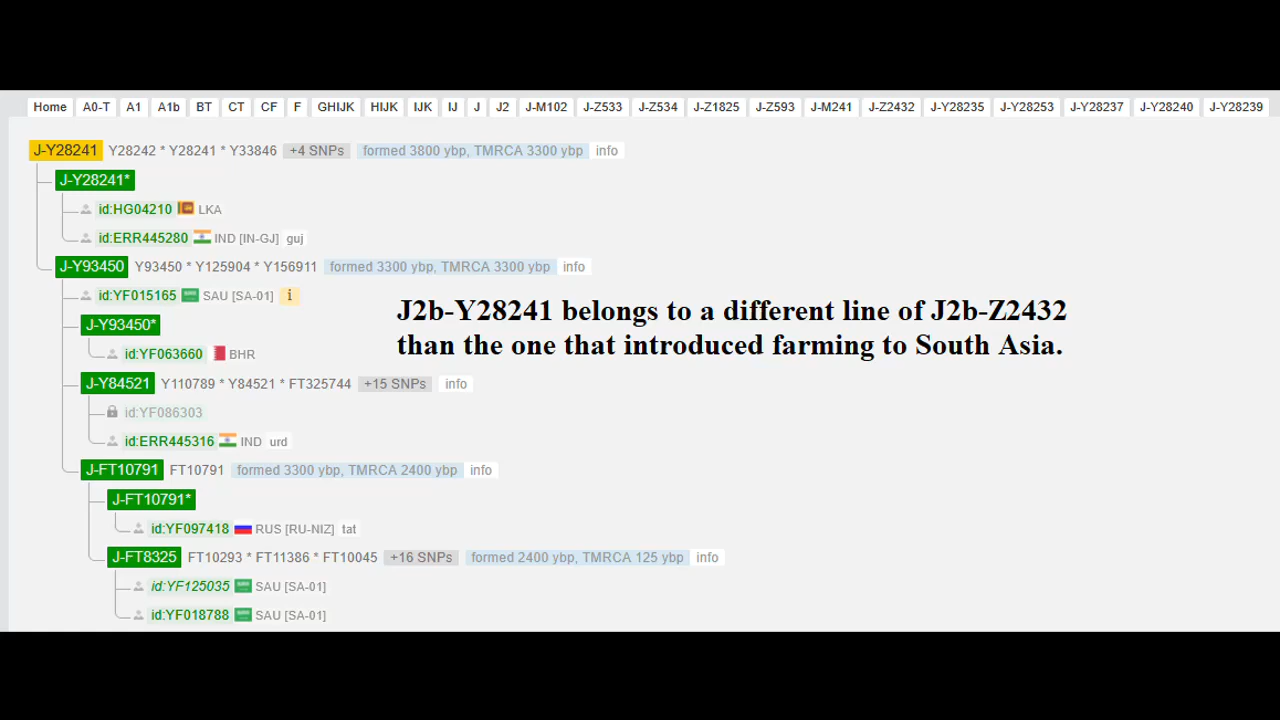 Home A0-T A1 A1b BT CT CF F GHIJK HIJK IJK IJ J J2 J-M102 J-Z533 J-Z534 J-Z1825 J-Z593 J-M241 J-Z2432 J-Y28235 J-Y28253 J-Y28237 J-Y28240 J-Y28239
J-Y28241 Y28242 * Y28241 * Y33846 +4 SNPs formed 3800 ybp, TMRCA 3300 ybp info
J-Y28241*
id:HG04210 LKA
id:ERR445280 IND [IN-GJ] guj
J-Y93450 Y93450 * Y125904 * Y156911 formed 3300 ybp, TMRCA 3300 ybp info
id:YF015165 SAU [SA-01] i
J2b-Y28241 belongs to a different line of J2b-Z2432
than the one that introduced farming to South Asia.
J-Y93450*
id:YF063660 BHR
J-Y84521 Y110789 * Y84521 * FT325744 +15 SNPs info
id:YF086303
id:ERR445316 IND urd
J-FT10791 FT10791 formed 3300 ybp, TMRCA 2400 ybp info
J-FT10791*
id:YF097418 RUS [RU-NIZ] tat
J-FT8325 FT10293 * FT11386 * FT10045 +16 SNPs formed 2400 ybp, TMRCA 125 ybp info
id:YF125035 SAU [SA-01]
id:YF018788 SAU [SA-01]